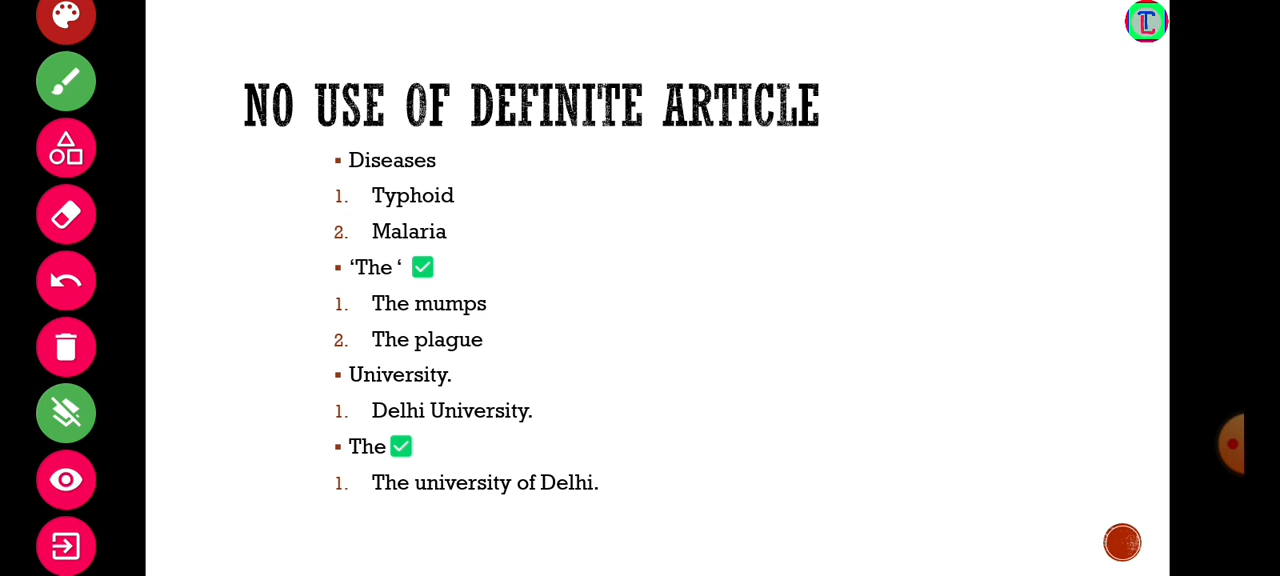 NO USE OF DEFINITE ARTICLE
▪ Diseases
1. Typhoid
2. Malaria
▪ ‘The ‘ ✅
1. The mumps
2. The plague
▪ University.
1. Delhi University.
▪ The ✅
1. The university of Delhi.